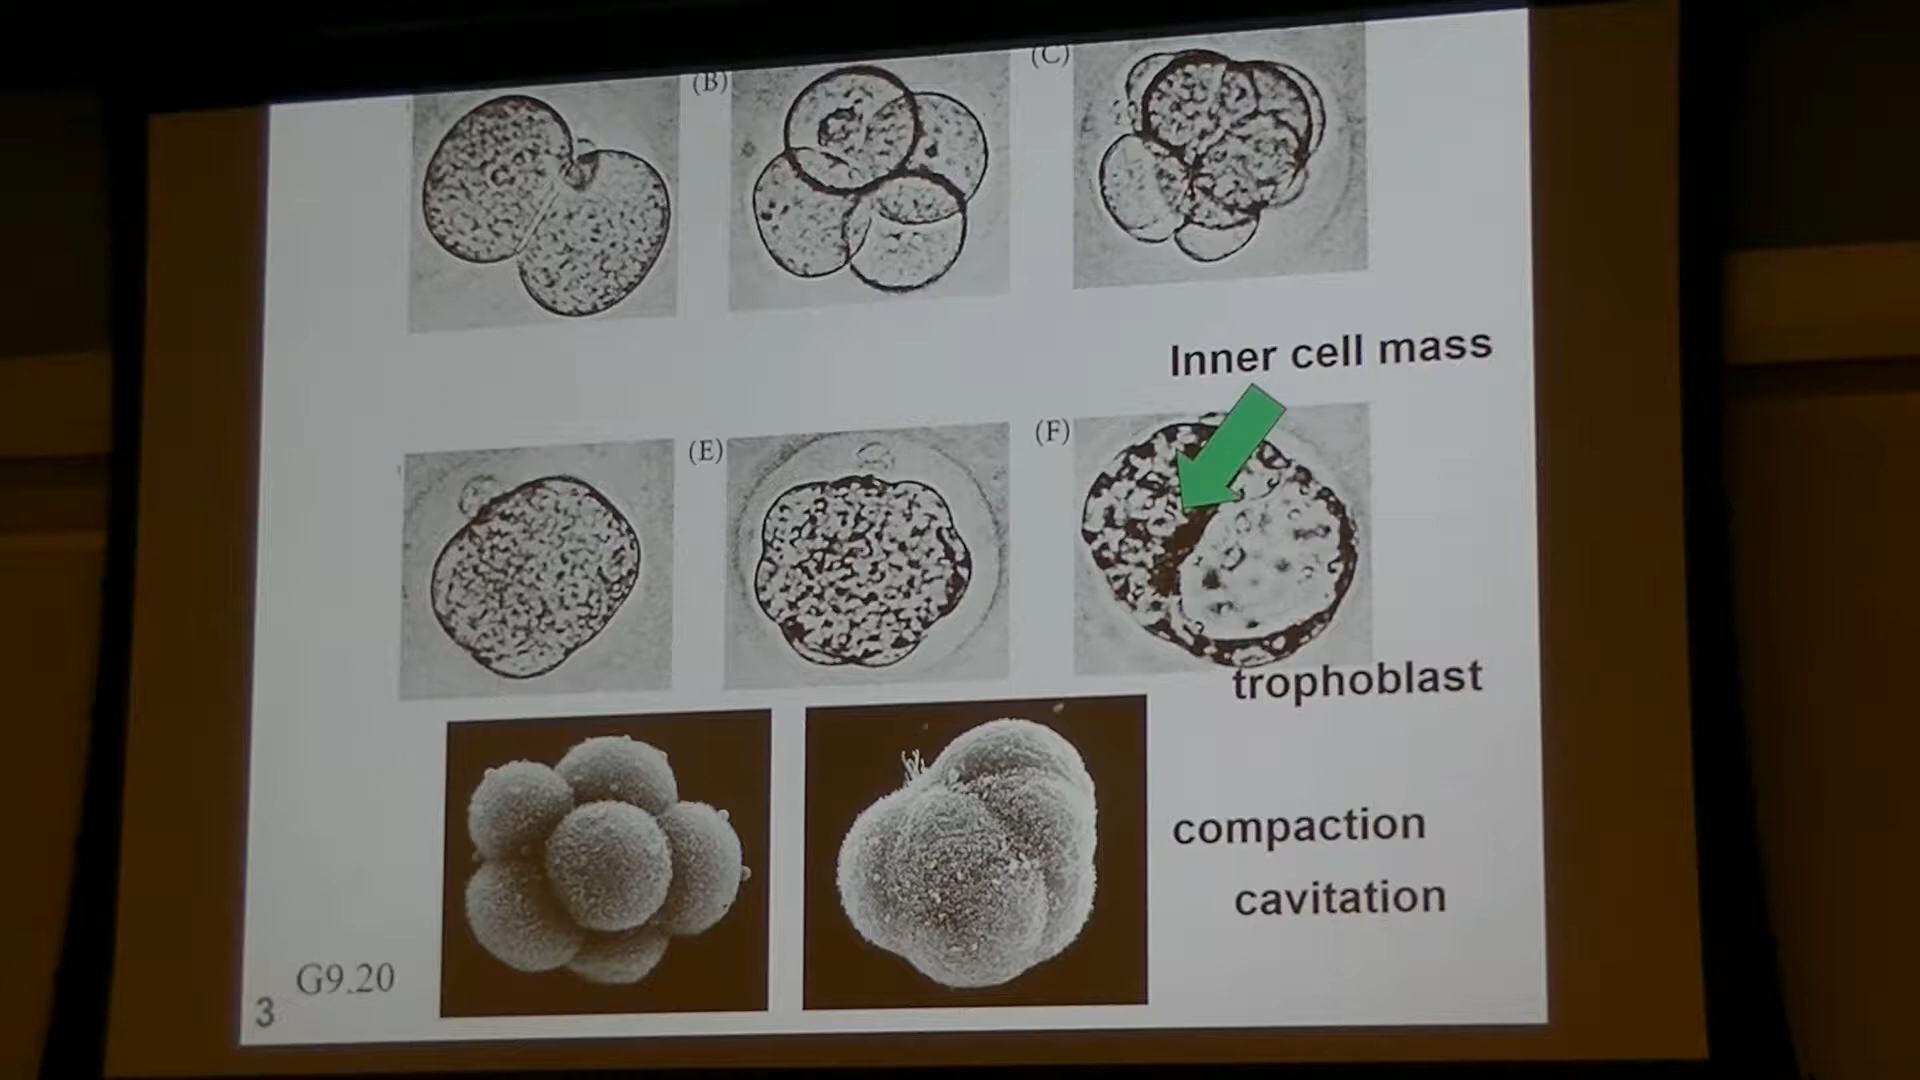 (B)
(C)
Inner cell mass
(E)
(F)
trophoblast
compaction
cavitation
G9.20
3